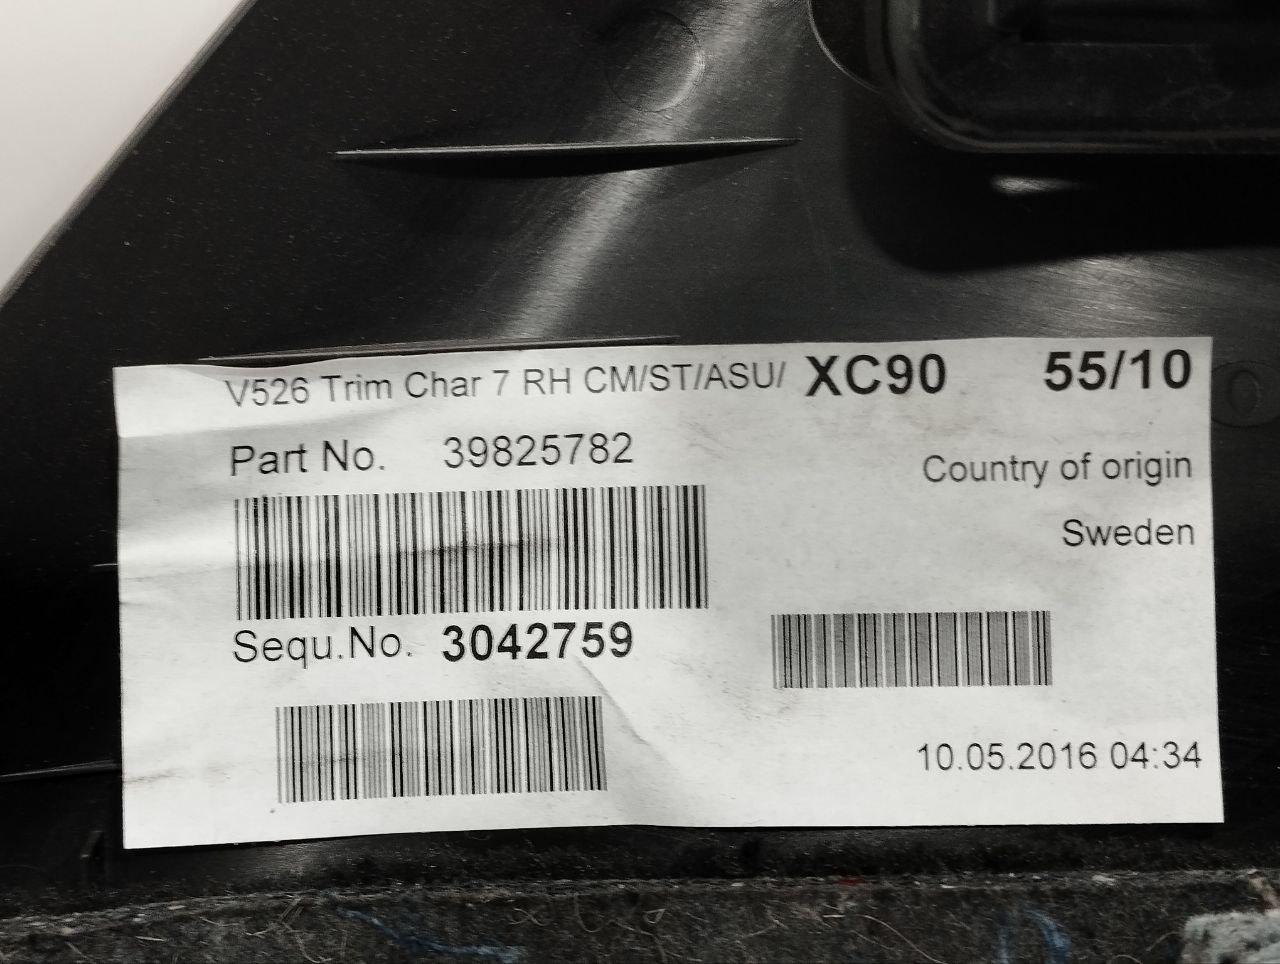 V526 Trim Char 7 RH CM/ST/ASU/ XC90 55/10
Part No. 39825782
Country of origin
Sweden
Sequ.No. 3042759
10.05.2016 04:34